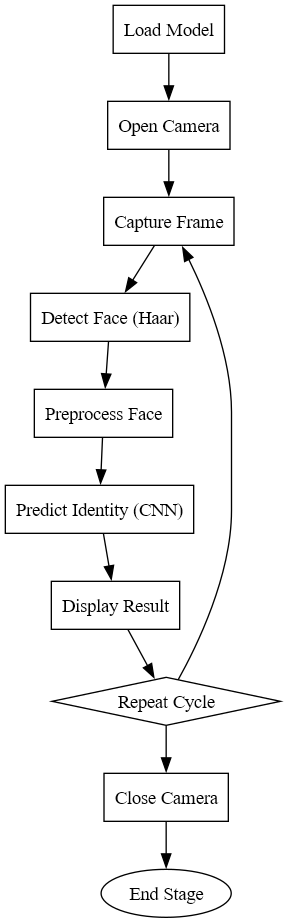 Load Model
Open Camera
Capture Frame
Detect Face (Haar)
Preprocess Face
Predict Identity (CNN)
Display Result
Repeat Cycle
Close Camera
End Stage